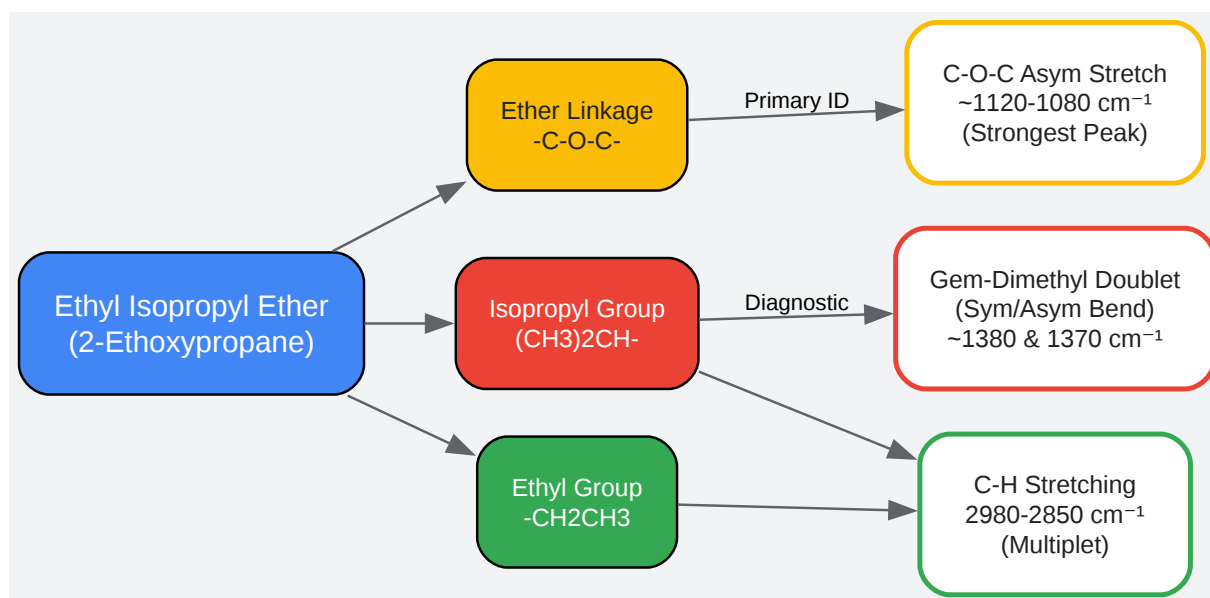 Ethyl Isopropyl Ether
(2-Ethoxypropane)
Ether Linkage
-C-O-C-
Primary ID
C-O-C Asym Stretch
~1120-1080 cm⁻¹
(Strongest Peak)
Isopropyl Group
(CH3)2CH-
Diagnostic
Gem-Dimethyl Doublet
(Sym/Asym Bend)
~1380 & 1370 cm⁻¹
Ethyl Group
-CH2CH3
C-H Stretching
2980-2850 cm⁻¹
(Multiplet)